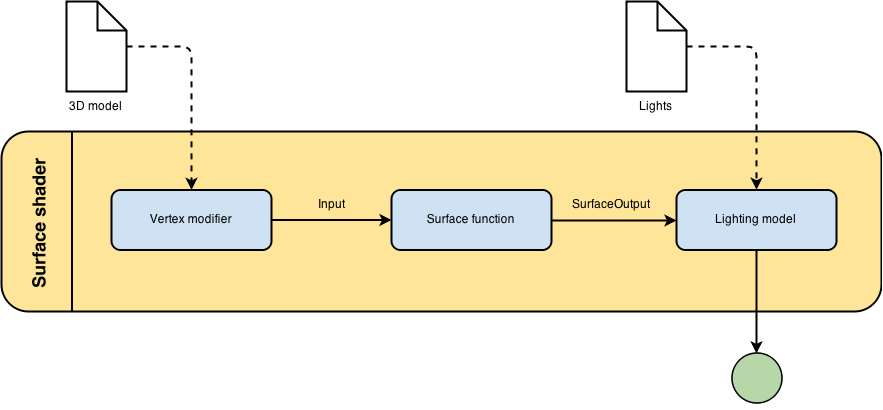 3D model
Lights
Surface shader
Vertex modifier
Input
Surface function
SurfaceOutput
Lighting model